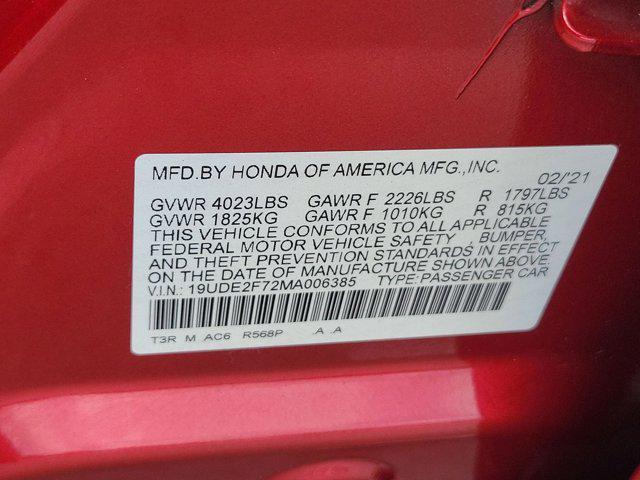 MFD.BY HONDA OF AMERICA MFG.,INC. 02/'21
GVWR 4023LBS GAWR F 2226LBS R 1797LBS
GVWR 1825KG GAWR F 1010KG R 815KG
THIS VEHICLE CONFORMS TO ALL APPLICABLE
FEDERAL MOTOR VEHICLE SAFETY , BUMPER,
AND THEFT PREVENTION STANDARDS IN EFFECT
ON THE DATE OF MANUFACTURE SHOWN ABOVE.
V.I.N.: 19UDE2F72MA006385 TYPE:PASSENGER CAR
T3R M AC6 R568P .A .A